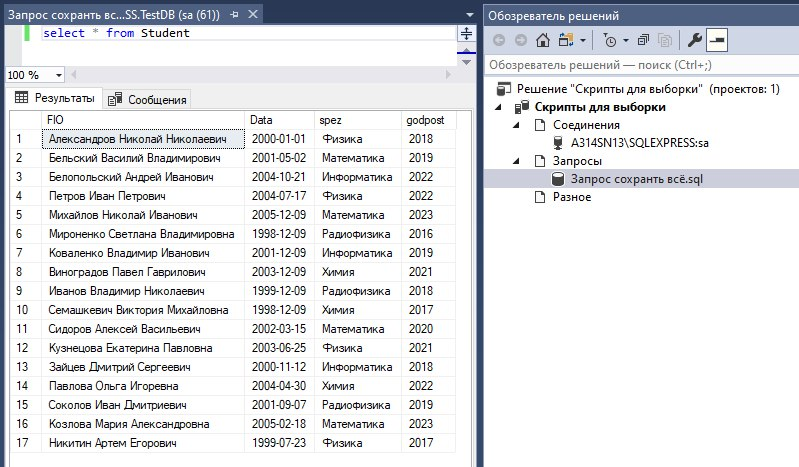 Запрос сохрать вс...SS.TestDB (sa (61))
select * from Student
100 %
Результаты Сообщения
FIO Data spez godpost
1 Александров Николай Николаевич 2000-01-01 Физика 2018
2 Бельский Василий Владимирович 2001-05-02 Математика 2019
3 Белопольский Андрей Иванович 2004-10-21 Информатика 2022
4 Петров Иван Петрович 2004-07-17 Физика 2022
5 Михайлов Николай Иванович 2005-12-09 Математика 2023
6 Мироненко Светлана Владимировна 1998-12-09 Радиофизика 2016
7 Коваленко Владимир Иванович 2001-12-09 Информатика 2019
8 Виноградов Павел Гаврилович 2003-12-09 Химия 2021
9 Иванов Владимир Николаевич 1999-12-09 Радиофизика 2018
10 Семашкевич Виктория Михайловна 1998-12-09 Химия 2017
11 Сидоров Алексей Васильевич 2002-03-15 Математика 2020
12 Кузнецова Екатерина Павловна 2003-06-25 Физика 2021
13 Зайцев Дмитрий Сергеевич 2000-11-12 Информатика 2018
14 Павлова Ольга Игоревна 2004-04-30 Химия 2022
15 Соколов Иван Дмитриевич 2001-09-07 Радиофизика 2019
16 Козлова Мария Александровна 2005-02-18 Математика 2023
17 Никитин Артем Егорович 1999-07-23 Физика 2017
Обозреватель решений
Обозреватель решений — поиск (Ctrl+;)
Решение "Скрипты для выборки" (проектов: 1)
Скрипты для выборки
Соединения
A314SN13\SQLEXPRESS:sa
Запросы
Запрос сохрать всё.sql
Разное